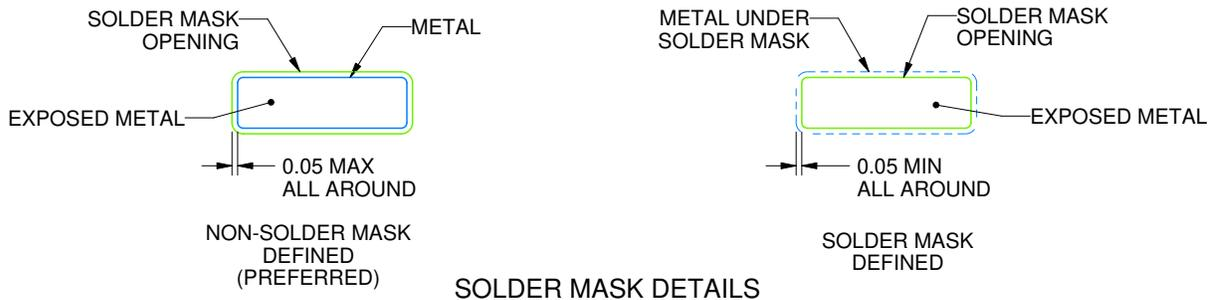 SOLDER MASK
OPENING
METAL
EXPOSED METAL
0.05 MAX
ALL AROUND
NON-SOLDER MASK
DEFINED
(PREFERRED)
METAL UNDER
SOLDER MASK
SOLDER MASK
OPENING
EXPOSED METAL
0.05 MIN
ALL AROUND
SOLDER MASK
DEFINED
SOLDER MASK DETAILS